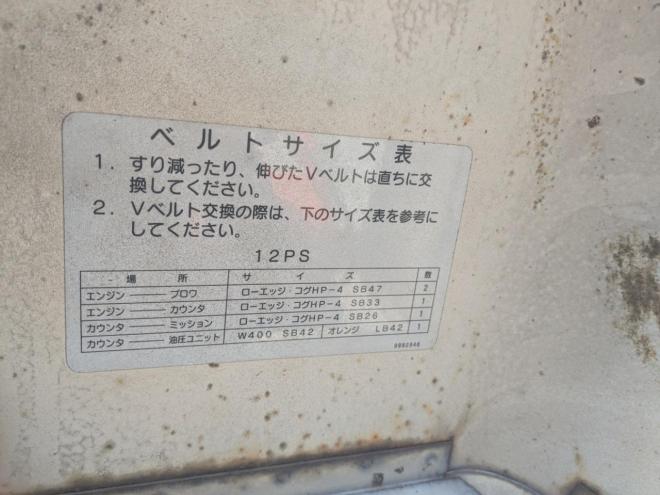 ベルトサイズ表
1. すり減ったり、伸びたVベルトは直ちに交
換してください。
2. Vベルト交換の際は、下のサイズ表を参考に
してください。
12PS
場所 サイズ 数
エンジン ―― ブロワ ローエッジ・コグHP-4 SB47 2
エンジン ―― カウンタ ローエッジ・コグHP-4 SB33 1
カウンタ ―― ミッション ローエッジ・コグHP-4 SB26 1
カウンタ ―― 油圧ユニット W400 SB42 オレンジ LB42 1